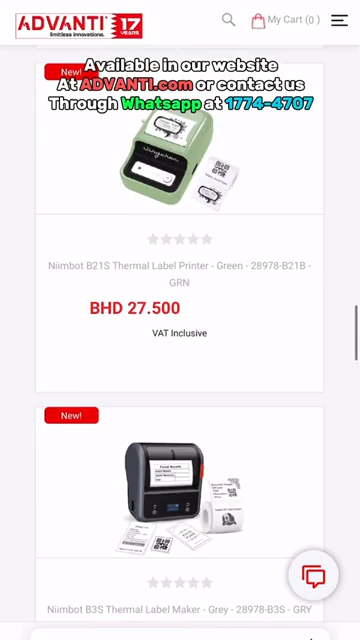 ADVANTI 17
limitless innovations. YEARS
My Cart (0)
New!
Available in our website
At ADVANTI.com or contact us
Through Whatsapp at 1774-4707
Niimbot B21S Thermal Label Printer - Green - 28978-B21B -
GRN
BHD 27.500
VAT Inclusive
New!
Niimbot B3S Thermal Label Maker - Grey - 28978-B3S - GRY